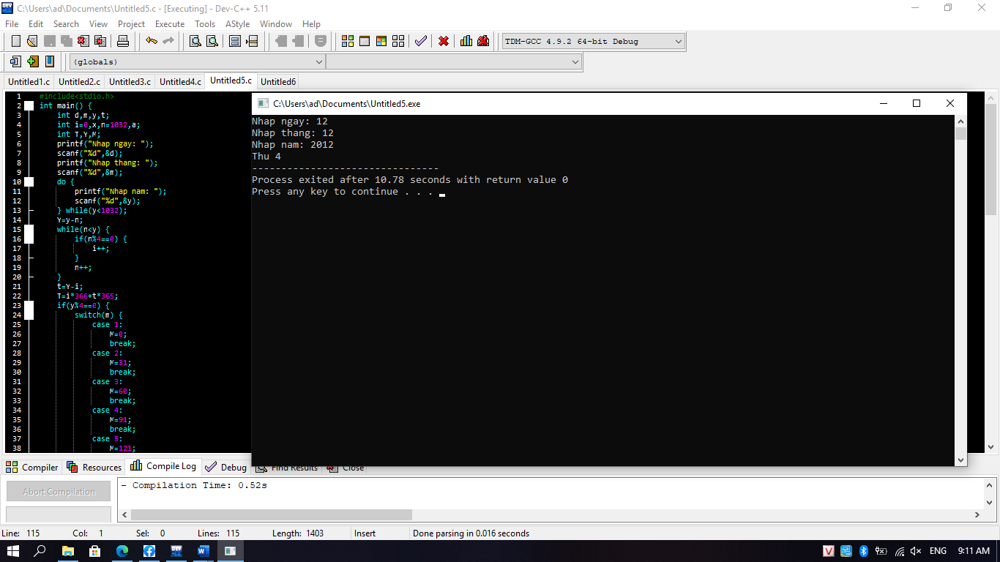 C:\Users\ad\Documents\Untitled5.c - [Executing] - Dev-C++ 5.11
File Edit Search View Project Execute Tools AStyle Window Help
TDM-GCC 4.9.2 64-bit Debug
(globals)
Untitled1.c Untitled2.c Untitled3.c Untitled4.c Untitled5.c Untitled6
1 #include<stdio.h>
2 int main() {
3 int d,m,y,t;
4 int i=0,x,n=1032,a;
5 int T,Y,M;
6 printf("Nhap ngay: ");
7 scanf("%d",&d);
8 printf("Nhap thang: ");
9 scanf("%d",&m);
10 do {
11 printf("Nhap nam: ");
12 scanf("%d",&y);
13 } while(y<1032);
14 Y=y-n;
15 while(n<y) {
16 if(n%4==0) {
17 i++;
18 }
19 n++;
20 }
21 t=Y-i;
22 T=i*366+t*365;
23 if(y%4==0) {
24 switch(m) {
25 case 1:
26 M=0;
27 break;
28 case 2:
29 M=31;
30 break;
31 case 3:
32 M=60;
33 break;
34 case 4:
35 M=91;
36 break;
37 case 5:
38 M=121;
C:\Users\ad\Documents\Untitled5.exe
Nhap ngay: 12
Nhap thang: 12
Nhap nam: 2012
Thu 4
--------------------------------
Process exited after 10.78 seconds with return value 0
Press any key to continue . . .
Compiler Resources Compile Log Debug Find Results Close
Abort Compilation
- Compilation Time: 0.52s
Line: 115 Col: 1 Sel: 0 Lines: 115 Length: 1403 Insert Done parsing in 0.016 seconds
ENG 9:11 AM